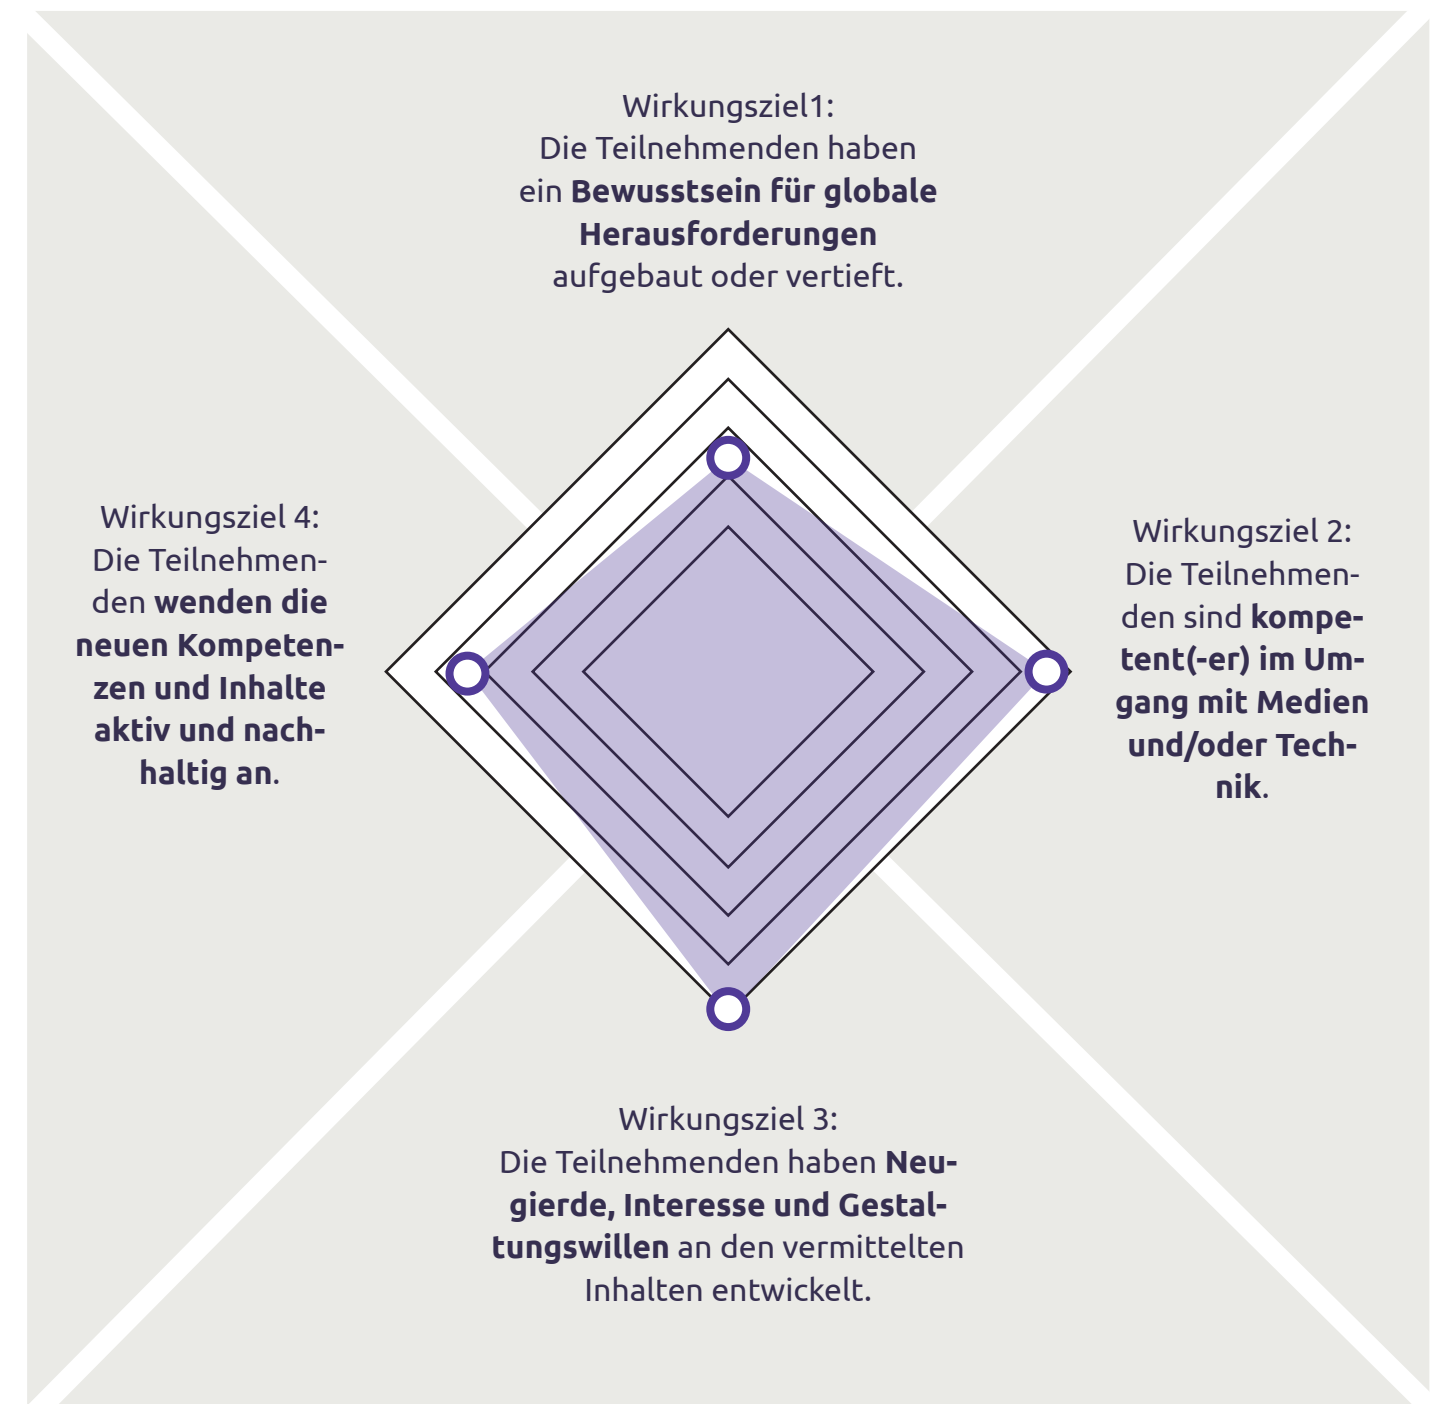 Wirkungsziel1:
Die Teilnehmenden haben
ein Bewusstsein für globale
Herausforderungen
aufgebaut oder vertieft.
Wirkungsziel 4:
Die Teilnehmen-
den wenden die
neuen Kompeten-
zen und Inhalte
aktiv und nach-
haltig an.
Wirkungsziel 2:
Die Teilnehmen-
den sind kompe-
tent(-er) im Um-
gang mit Medien
und/oder Tech-
nik.
Wirkungsziel 3:
Die Teilnehmenden haben Neu-
gierde, Interesse und Gestal-
tungswillen an den vermittelten
Inhalten entwickelt.